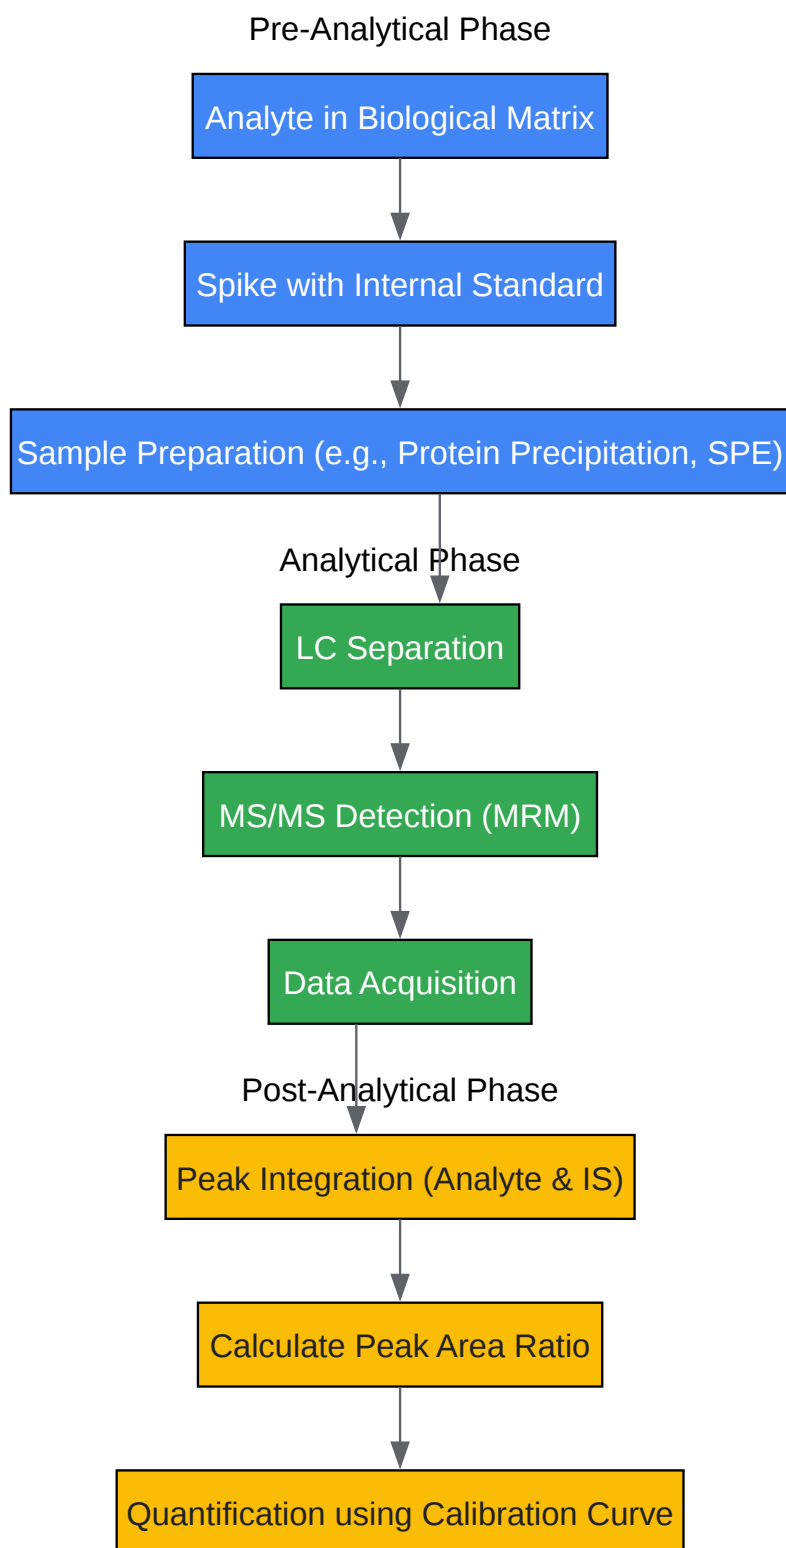 Pre-Analytical Phase
Analyte in Biological Matrix
Spike with Internal Standard
Sample Preparation (e.g., Protein Precipitation, SPE)
Analytical Phase
LC Separation
MS/MS Detection (MRM)
Data Acquisition
Post-Analytical Phase
Peak Integration (Analyte & IS)
Calculate Peak Area Ratio
Quantification using Calibration Curve